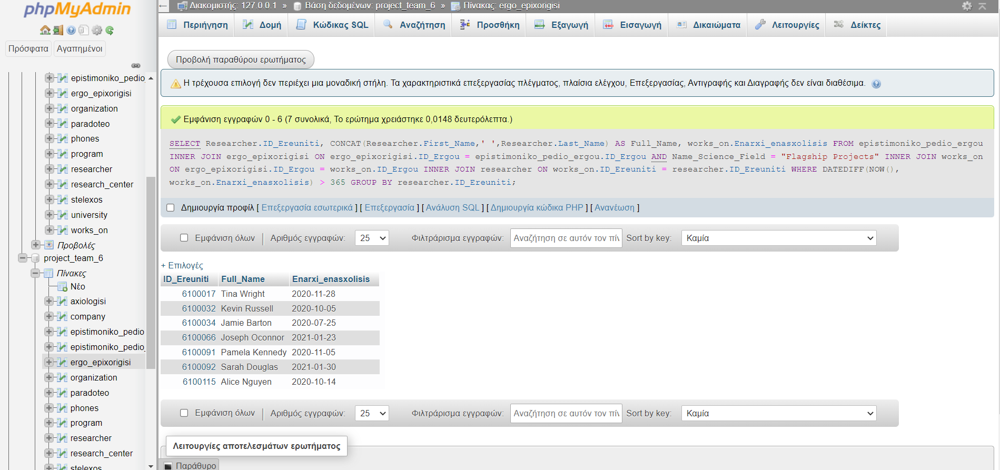 phpMyAdmin
Πρόσφατα Αγαπημένοι
epistimoniko_pedio_
ergo_epixorigisi
organization
paradoteo
phones
program
researcher
research_center
stelexos
university
works_on
Προβολές
project_team_6
Πίνακες
Νέο
axiologisi
company
epistimoniko_pedio
epistimoniko_pedio_
ergo_epixorigisi
organization
paradoteo
phones
program
researcher
research_center
stelexos
Διακομιστής: 127.0.0.1 » Βάση δεδομένων: project_team_6 » Πίνακας: ergo_epixorigisi
Περιήγηση Δομή Κώδικας SQL Αναζήτηση Προσθήκη Εξαγωγή Εισαγωγή Δικαιώματα Λειτουργίες Δείκτες
Προβολή παραθύρου ερωτήματος
Η τρέχουσα επιλογή δεν περιέχει μια μοναδική στήλη. Τα χαρακτηριστικά επεξεργασίας πλέγματος, πλαίσια ελέγχου, Επεξεργασίας, Αντιγραφής και Διαγραφής δεν είναι διαθέσιμα.
Εμφάνιση εγγραφών 0 - 6 (7 συνολικά, Το ερώτημα χρειάστηκε 0,0148 δευτερόλεπτα.)
SELECT Researcher.ID_Ereuniti, CONCAT(Researcher.First_Name,' ',Researcher.Last_Name) AS Full_Name, works_on.Enarxi_enasxolisis FROM epistimoniko_pedio_ergou
INNER JOIN ergo_epixorigisi ON ergo_epixorigisi.ID_Ergou = epistimoniko_pedio_ergou.ID_Ergou AND Name_Science_Field = "Flagship Projects" INNER JOIN works_on
ON ergo_epixorigisi.ID_Ergou = works_on.ID_Ergou INNER JOIN researcher ON works_on.ID_Ereuniti = researcher.ID_Ereuniti WHERE DATEDIFF(NOW(),
works_on.Enarxi_enasxolisis) > 365 GROUP BY researcher.ID_Ereuniti;
Δημιουργία προφίλ [ Επεξεργασία εσωτερικά ] [ Επεξεργασία ] [ Ανάλυση SQL ] [ Δημιουργία κώδικα PHP ] [ Ανανέωση ]
Εμφάνιση όλων Αριθμός εγγραφών: 25 Φιλτράρισμα εγγραφών: Αναζήτηση σε αυτόν τον πίν Sort by key: Καμία
+ Επιλογές
ID_Ereuniti Full_Name Enarxi_enasxolisis
6100017 Tina Wright 2020-11-28
6100032 Kevin Russell 2020-10-05
6100034 Jamie Barton 2020-07-25
6100066 Joseph Oconnor 2021-01-23
6100091 Pamela Kennedy 2020-11-05
6100092 Sarah Douglas 2021-01-30
6100115 Alice Nguyen 2020-10-14
Εμφάνιση όλων Αριθμός εγγραφών: 25 Φιλτράρισμα εγγραφών: Αναζήτηση σε αυτόν τον πίν Sort by key: Καμία
Λειτουργίες αποτελεσμάτων ερωτήματος
Παράθυρο